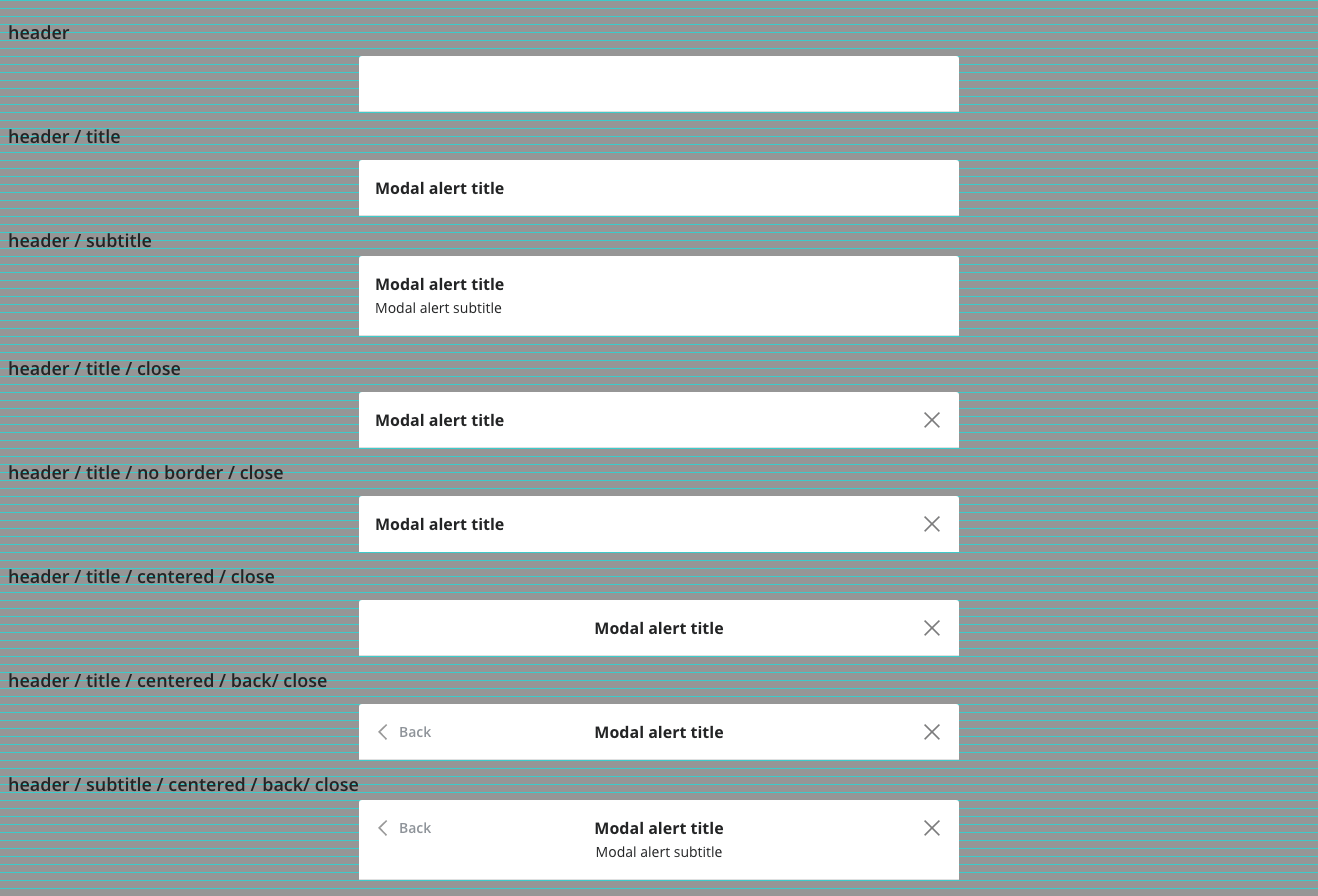 header
header / title
Modal alert title
header / subtitle
Modal alert title
Modal alert subtitle
header / title / close
Modal alert title
header / title / no border / close
Modal alert title
header / title / centered / close
Modal alert title
header / title / centered / back/ close
Back Modal alert title
header / subtitle / centered / back/ close
Back Modal alert title
Modal alert subtitle